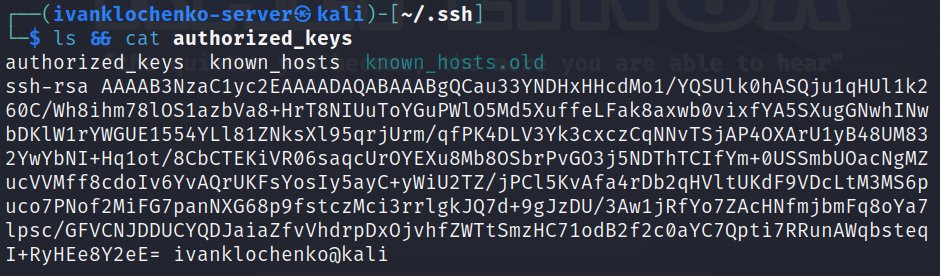 ┌──(ivanklochenko-server㉿kali)-[~/.ssh]
└─$ ls && cat authorized_keys
authorized_keys  known_hosts  known_hosts.old
ssh-rsa AAAAB3NzaC1yc2EAAAADAQABAAABgQCau33YNDHxHHcdMo1/YQSUlk0hASQju1qHUl1k2
60C/Wh8ihm78lOS1azbVa8+HrT8NIUuToYGuPWlO5Md5XuffeLFak8axwb0vixfYA5SXugGNwhINw
bDKlW1rYWGUE1554YLl81ZNksXl95qrjUrm/qfPK4DLV3Yk3cxczCqNNvTSjAP4OXArU1yB48UM83
2YwYbNI+Hq1ot/8CbCTEKiVR06saqcUrOYEXu8Mb8OSbrPvGO3j5NDThTCIfYm+0USSmbUOacNgMZ
ucVVMff8cdoIv6YvAQrUKFsYosIy5ayC+yWiU2TZ/jPCl5KvAfa4rDb2qHVltUKdF9VDcLtM3MS6p
uco7PNof2MiFG7panNXG68p9fstczMci3rrlgkJQ7d+9gJzDU/3Aw1jRfYo7ZAcHNfmjbmFq8oYa7
lpsc/GFVCNJDDUCYQDJaiaZfvVhdrpDxOjvhfZWTtSmzHC71odB2f2c0aYC7Qpti7RRunAWqbsteq
I+RyHEe8Y2eE= ivanklochenko@kali